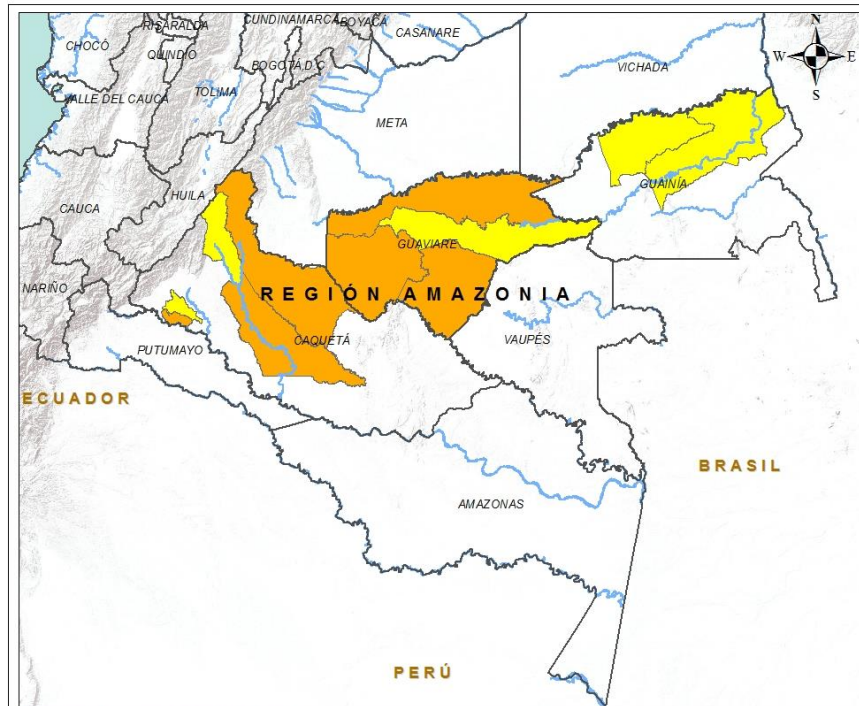 CUNDINAMARCA
BOYACÁ
RISARALDA
CASANARE
N
CHOCÓ
QUINDIO
BOGOTÁ D.C
W
E
VICHADA
S
TOLIMA
VALLE DEL CAUCA
META
HUILA
GUAINÍA
CAUCA
GUAVIARE
NARIÑO
REGIÓN AMAZONIA
CAQUETÁ
VAUPÉS
PUTUMAYO
ECUADOR
BRASIL
AMAZONAS
PERÚ